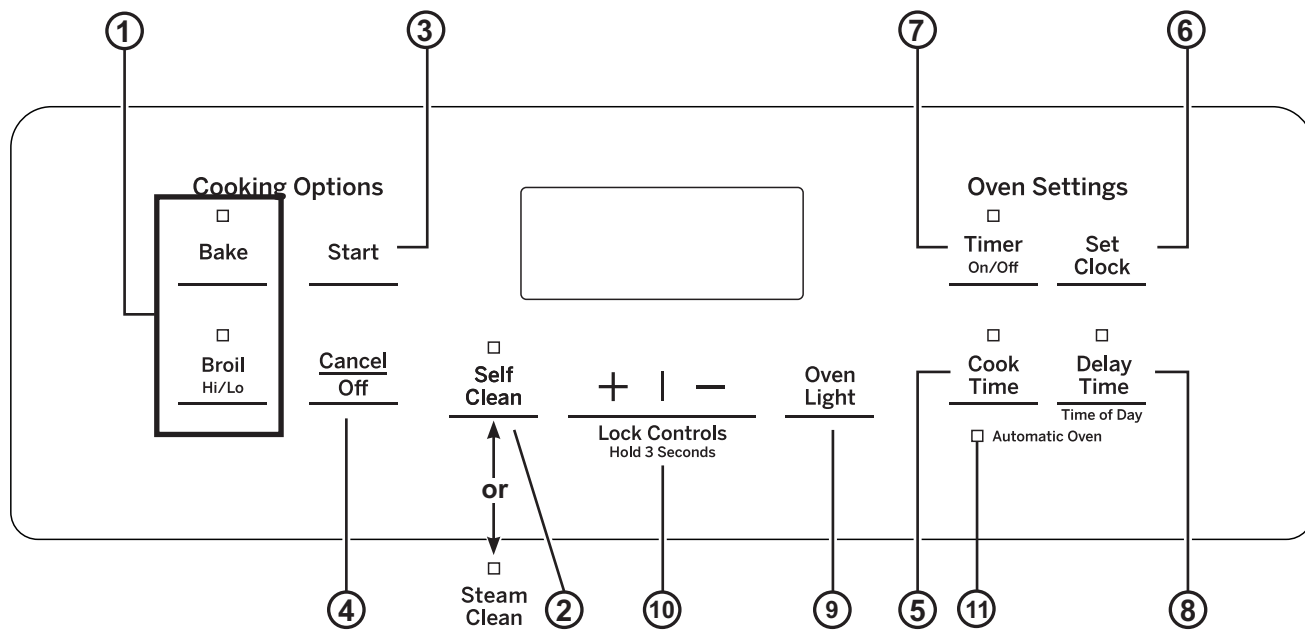 1
3
7
6
Cooking Options
Oven Settings
Bake
Start
Timer
On/Off
Set
Clock
Broil
Hi/Lo
Cancel
Off
Self
Clean
+ | −
Lock Controls
Hold 3 Seconds
Oven
Light
Cook
Time
Delay
Time
Time of Day
Automatic Oven
or
Steam
Clean
4
2
10
9
5
11
8